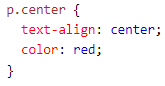 p.center {
  text-align: center;
  color: red;
}